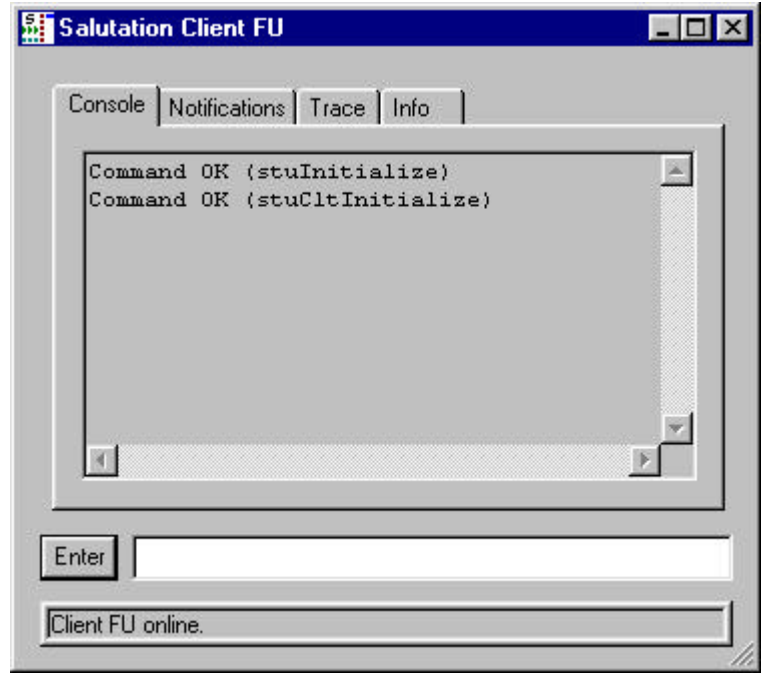 Salutation Client FU
Console Notifications Trace Info
Command OK (stuInitialize)
Command OK (stuCltInitialize)
Enter
Client FU online.